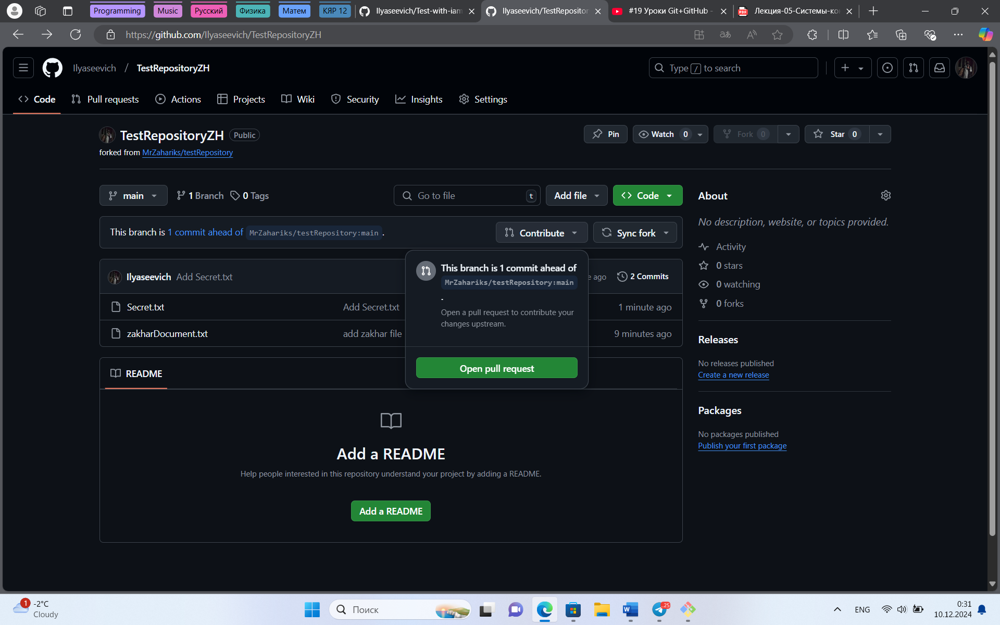 Programming
Music
Русский
Физика
Матем
КЯР 12
Ilyaseevich/Test-with-iam
Ilyaseevich/TestRepositor
#19 Уроки Git+GitHub -
PDF
Лекция-05-Системы-ко
https://github.com/Ilyaseevich/TestRepositoryZH
Ilyaseevich / TestRepositoryZH
Type / to search
Code
Pull requests
Actions
Projects
Wiki
Security
Insights
Settings
TestRepositoryZH Public
Pin
Watch 0
Fork 0
Star 0
forked from MrZahariks/testRepository
main
1 Branch
0 Tags
Go to file
t
Add file
Code
About
No description, website, or topics provided.
This branch is 1 commit ahead of MrZahariks/testRepository:main .
Contribute
Sync fork
Activity
0 stars
0 watching
0 forks
Ilyaseevich Add Secret.txt
e ago
2 Commits
Secret.txt
Add Secret.txt
1 minute ago
zakharDocument.txt
add zakhar file
9 minutes ago
This branch is 1 commit ahead of
MrZahariks/testRepository:main
.
Open a pull request to contribute your
changes upstream.
Open pull request
Releases
No releases published
Create a new release
README
Packages
No packages published
Publish your first package
Add a README
Help people interested in this repository understand your project by adding a README.
Add a README
1
-2°C
Cloudy
Поиск
W
25
ENG
0:31
10.12.2024